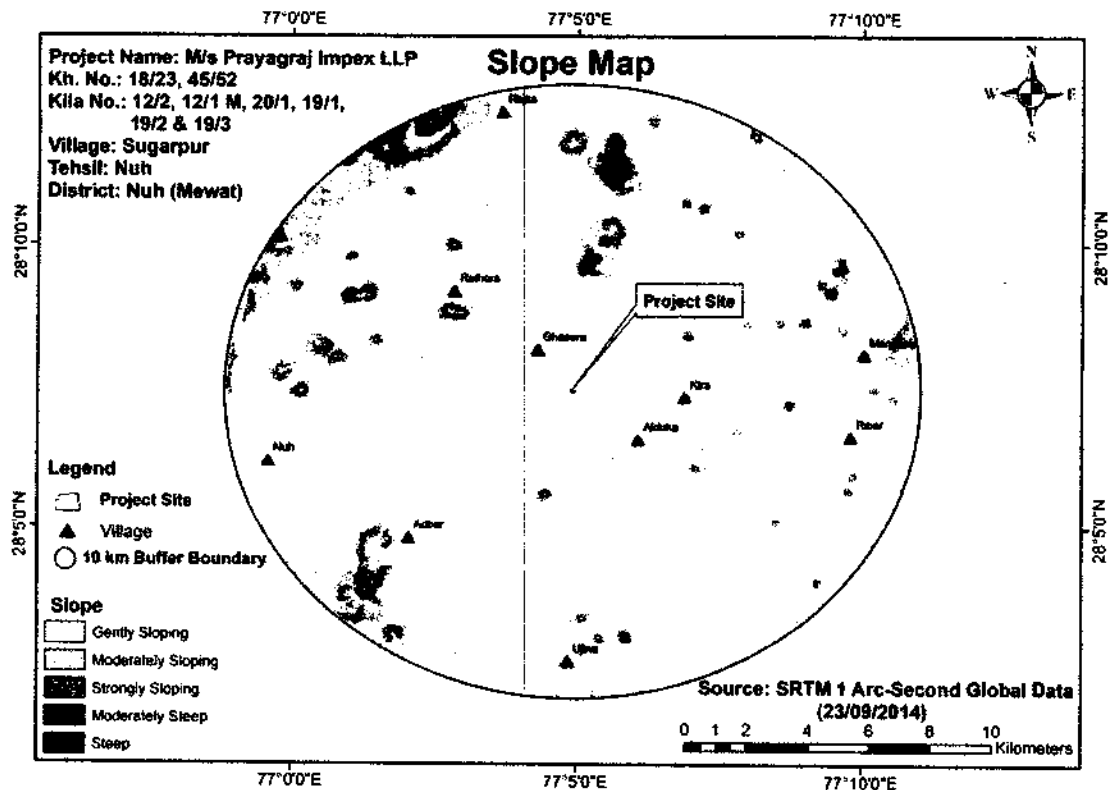 77°0'0"E
77°5'0"E
77°10'0"E
Project Name: M/s Prayagraj Impex LLP
Kh. No.: 18/23, 45/52
Kila No.: 12/2, 12/1 M, 20/1, 19/1,
19/2 & 19/3
Village: Sugarpur
Tehsil: Nuh
District: Nuh (Mewat)
Slope Map
N
W
E
S
28°10'0"N
28°10'0"N
Project Site
Ghasera
Kira
Nuh
Adber
Ujina
28°5'0"N
28°5'0"N
Legend
Project Site
Village
10 km Buffer Boundary
Slope
Gently Sloping
Moderately Sloping
Strongly Sloping
Moderately Steep
Steep
Source: SRTM 1 Arc-Second Global Data
(23/09/2014)
0 1 2 4 6 8 10
Kilometers
77°0'0"E
77°5'0"E
77°10'0"E